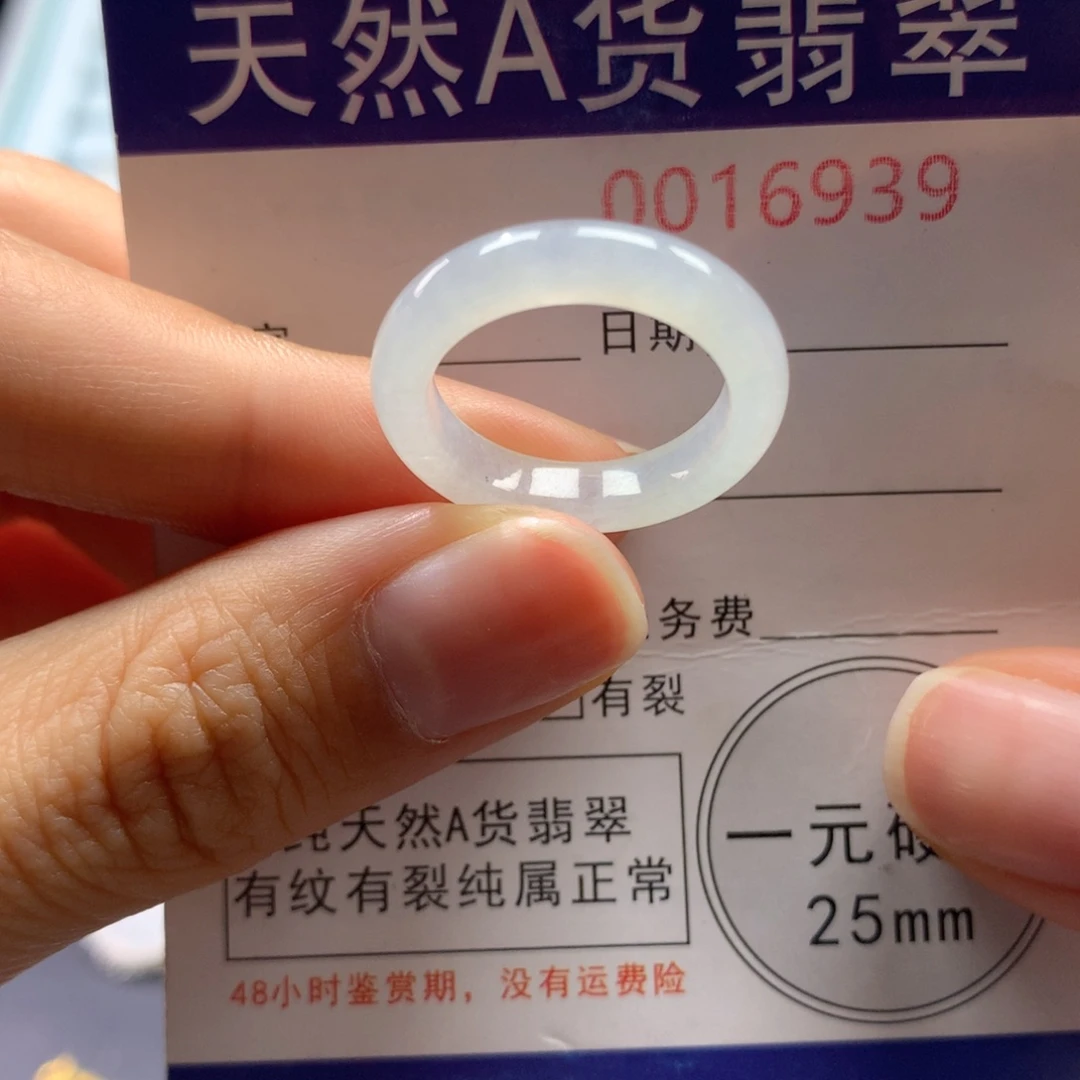 天然A货翡翠
0016939
日期
务费
有裂
纯天然A货翡翠
有纹有裂纯属正常
一元硬
25mm
48小时鉴赏期,没有运费险